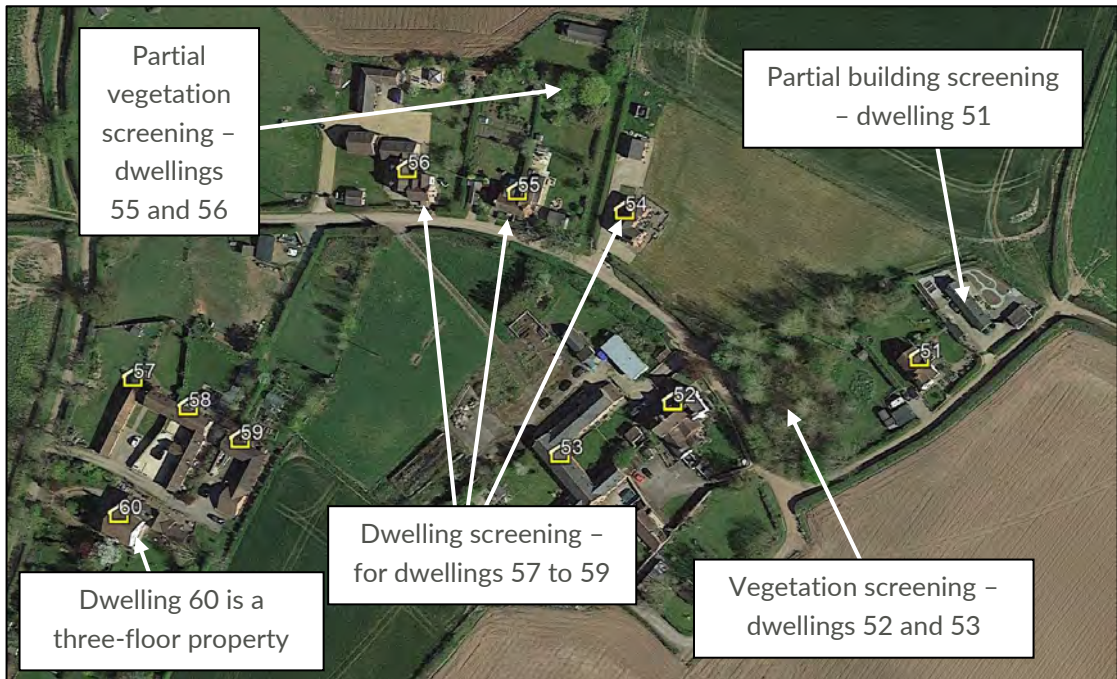 Partial
vegetation
screening –
dwellings
55 and 56
Partial building screening
– dwelling 51
56
55
54
51
57
58
52
59
53
60
Dwelling screening –
for dwellings 57 to 59
Dwelling 60 is a
three-floor property
Vegetation screening –
dwellings 52 and 53